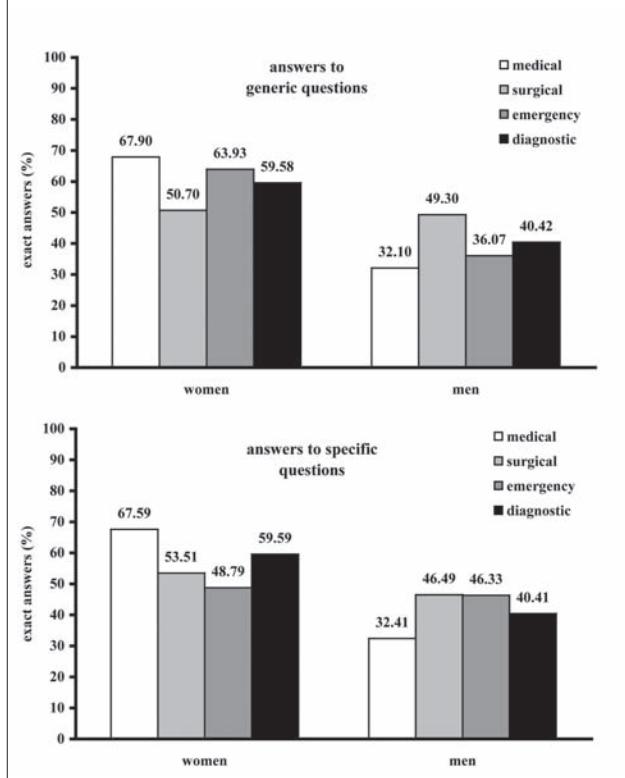 100
90
80
70
60
50
40
30
20
10
0
exact answers (%)
answers to
generic questions
medical
surgical
emergency
diagnostic
67.90
50.70
63.93
59.58
32.10
49.30
36.07
40.42
women
men
100
90
80
70
60
50
40
30
20
10
0
exact answers (%)
answers to specific
questions
medical
surgical
emergency
diagnostic
67.59
53.51
48.79
59.59
32.41
46.49
46.33
40.41
women
men